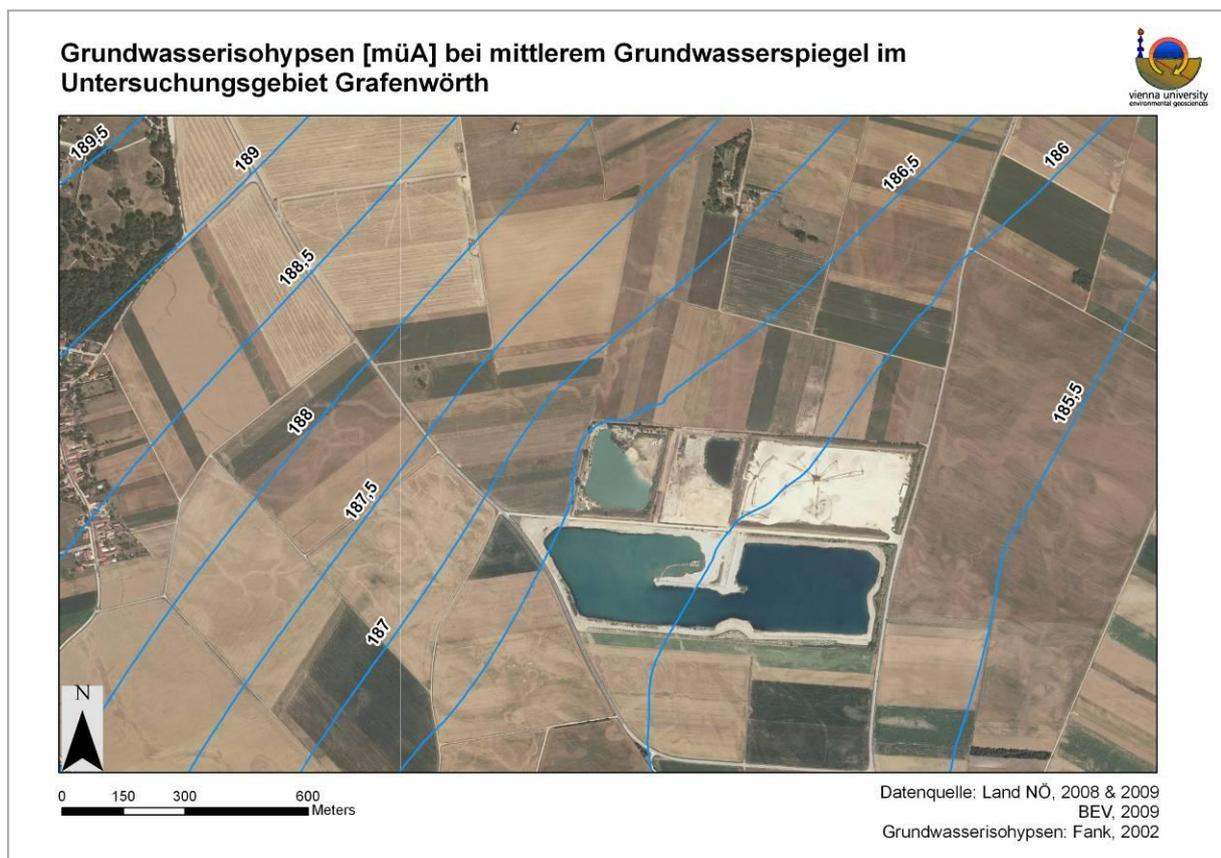 Grundwasserisohypsen [müA] bei mittlerem Grundwasserspiegel im
Untersuchungsgebiet Grafenwörth
vienna university
environmental geosciences
189,5
189
188,5
188
187,5
187
186,5
186
185,5
N
0 150 300 600
Meters
Datenquelle: Land NÖ, 2008 & 2009
BEV, 2009
Grundwasserisohypsen: Fank, 2002